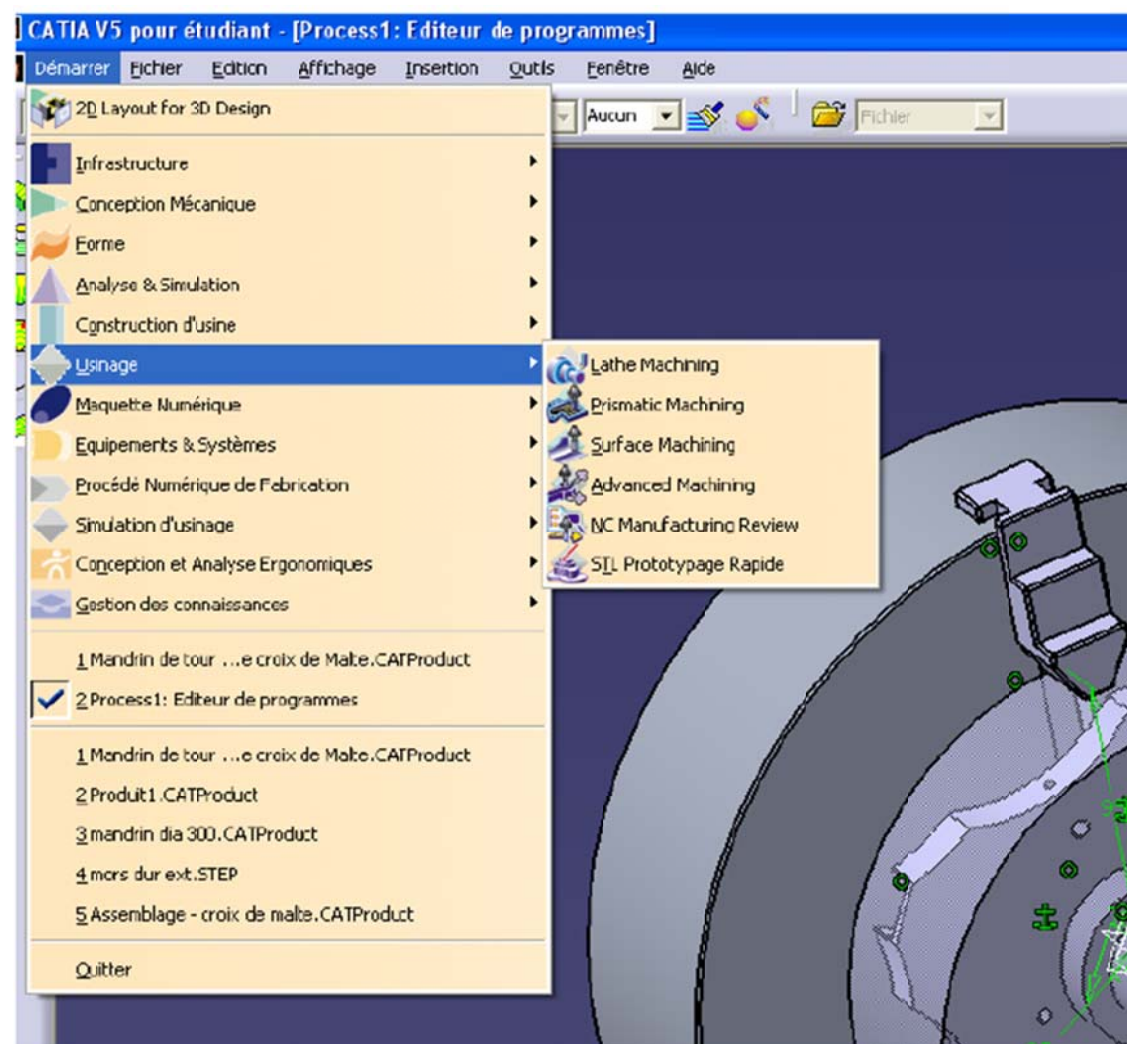 CATIA V5 pour étudiant - [Process1: Editeur de programmes]
Démarrer Fichier Edition Affichage Insertion Outils Fenêtre Aide
Aucun Fichier
2D Layout for 3D Design
Infrastructure
Conception Mécanique
Forme
Analyse & Simulation
Construction d'usine
Usinage
Maquette Numérique
Equipements & Systèmes
Procédé Numérique de Fabrication
Simulation d'usinage
Conception et Analyse Ergonomiques
Gestion des connaissances
Lathe Machining
Prismatic Machining
Surface Machining
Advanced Machining
NC Manufacturing Review
STL Prototypage Rapide
1 Mandrin de tour ...e croix de Malte.CATProduct
2 Process1: Editeur de programmes
1 Mandrin de tour ...e croix de Malte.CATProduct
2 Produit1.CATProduct
3 mandrin dia 300.CATProduct
4 mors dur ext.STEP
5 Assemblage - croix de malte.CATProduct
Quitter